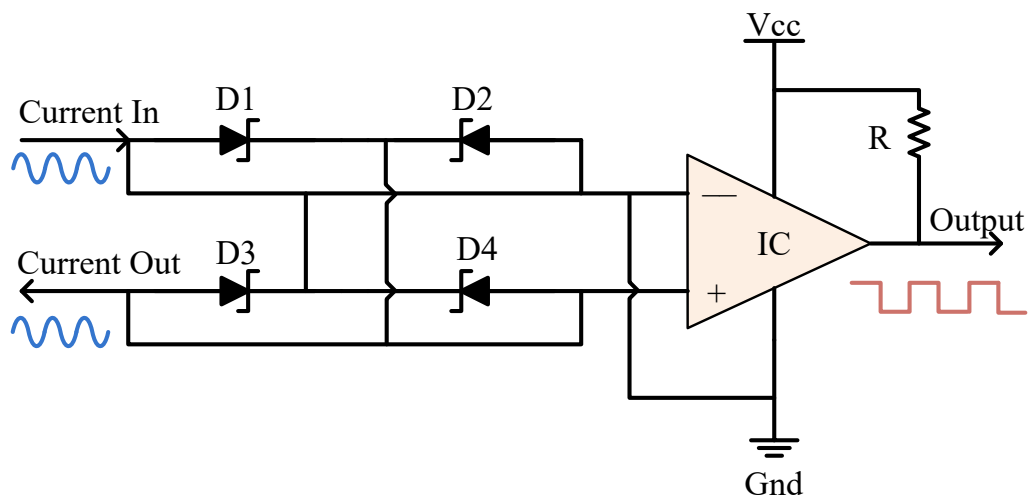 Vcc
Current In
D1
D2
R
—
IC
Output
Current Out
D3
D4
+
Gnd